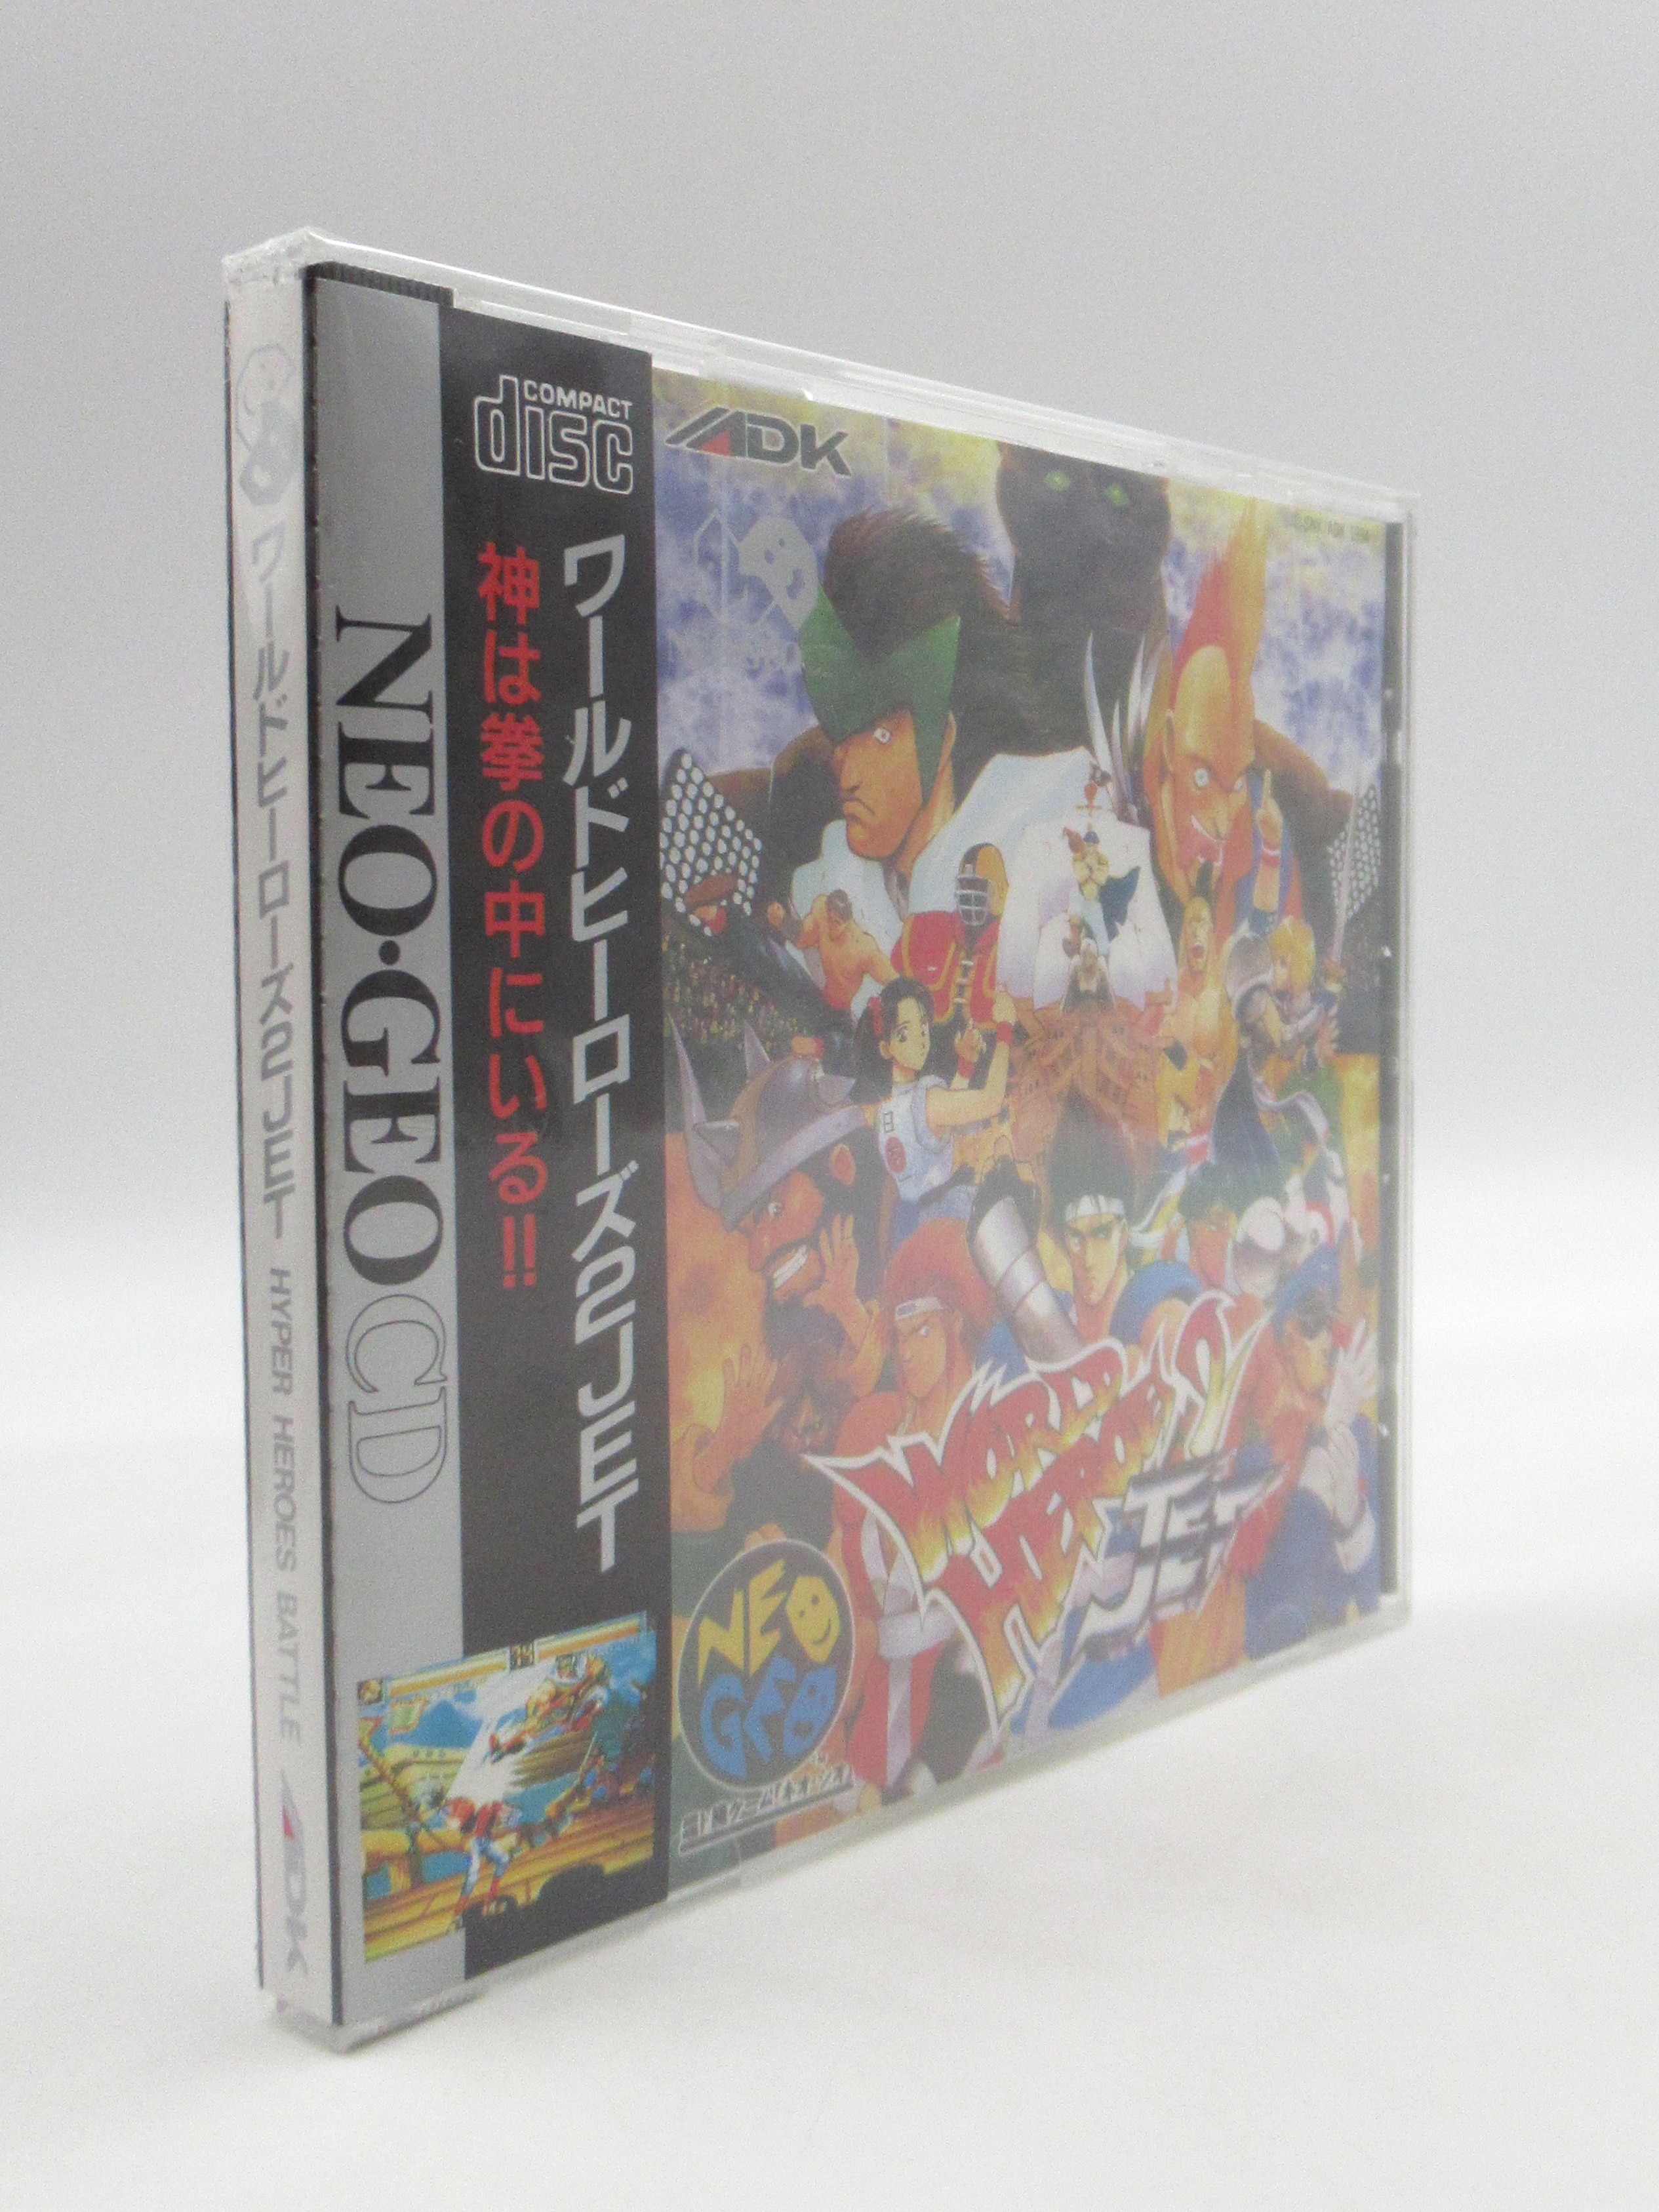 ワールドヒーローズ2JET HYPER HEROES BATTLE ADK
NEO・GEO CD
COMPACT
disc
ワールドヒーローズ2JET
神は拳の中にいる!!
ADK
WORLD
HEROES 2
JET
NEO
GEO